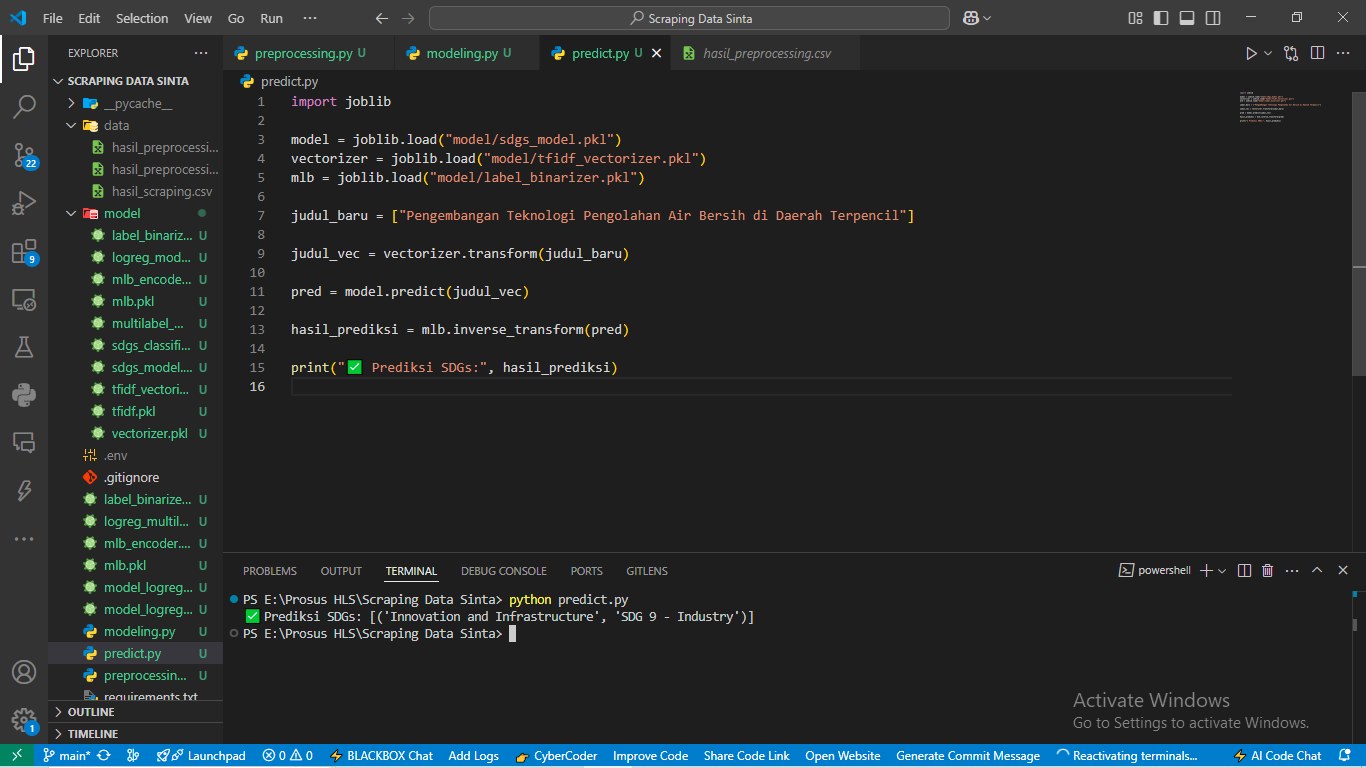 File Edit Selection View Go Run ···
Scraping Data Sinta
EXPLORER ···
SCRAPING DATA SINTA
__pycache__
data
hasil_preprocessi...
hasil_preprocessi...
hasil_scraping.csv
model
label_binariz... U
logreg_mod... U
mlb_encode... U
mlb.pkl U
multilabel_... U
sdgs_classifi... U
sdgs_model.... U
tfidf_vectori... U
tfidf.pkl U
vectorizer.pkl U
.env
.gitignore
label_binarize... U
logreg_multil... U
mlb_encoder.... U
mlb.pkl U
model_logreg... U
model_logreg... U
modeling.py U
predict.py U
preprocessin... U
requirements.txt
OUTLINE
TIMELINE
22
9
1
preprocessing.py U
modeling.py U
predict.py U
hasil_preprocessing.csv
predict.py
1 import joblib
2
3 model = joblib.load("model/sdgs_model.pkl")
4 vectorizer = joblib.load("model/tfidf_vectorizer.pkl")
5 mlb = joblib.load("model/label_binarizer.pkl")
6
7 judul_baru = ["Pengembangan Teknologi Pengolahan Air Bersih di Daerah Terpencil"]
8
9 judul_vec = vectorizer.transform(judul_baru)
10
11 pred = model.predict(judul_vec)
12
13 hasil_prediksi = mlb.inverse_transform(pred)
14
15 print("✅ Prediksi SDGs:", hasil_prediksi)
16
PROBLEMS OUTPUT TERMINAL DEBUG CONSOLE PORTS GITLENS
powershell
PS E:\Prosus HLS\Scraping Data Sinta> python predict.py
✅ Prediksi SDGs: [('Innovation and Infrastructure', 'SDG 9 - Industry')]
PS E:\Prosus HLS\Scraping Data Sinta>
Activate Windows
Go to Settings to activate Windows.
main* Launchpad 0 0 BLACKBOX Chat Add Logs CyberCoder Improve Code Share Code Link Open Website Generate Commit Message Reactivating terminals... AI Code Chat